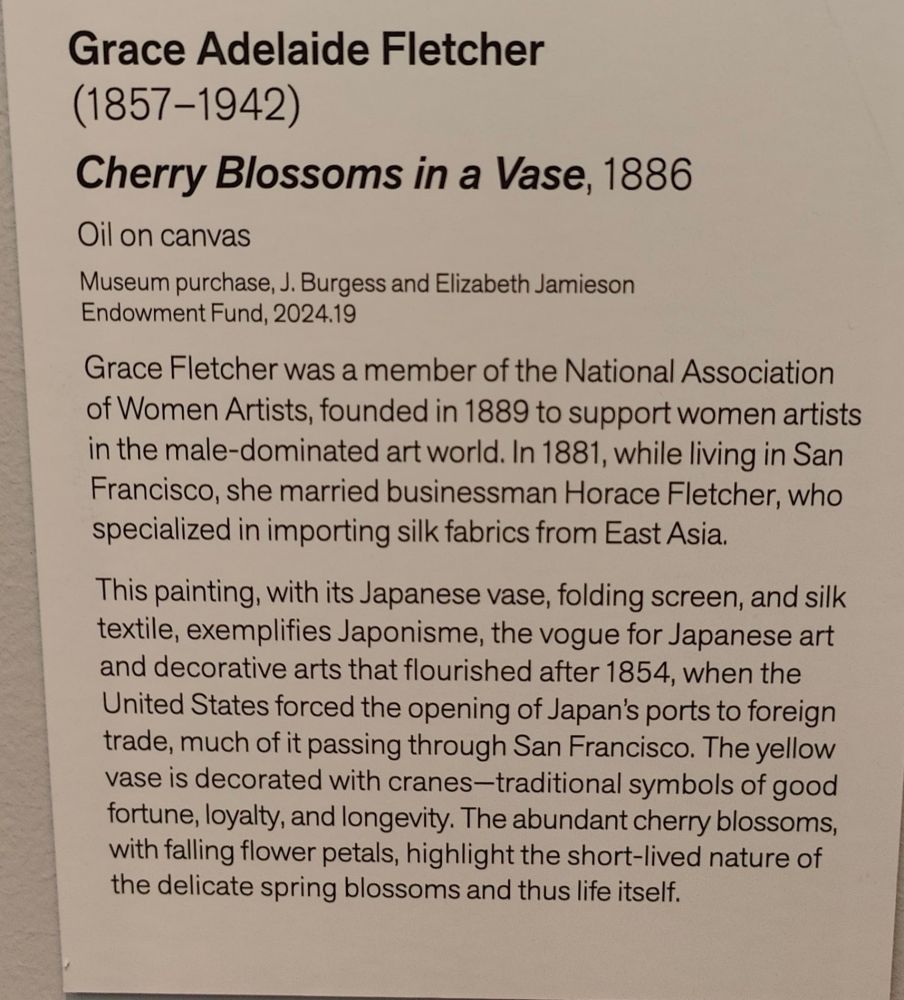 Grace Adelaide Fletcher
(1857–1942)
Cherry Blossoms in a Vase, 1886
Oil on canvas
Museum purchase, J. Burgess and Elizabeth Jamieson
Endowment Fund, 2024.19
Grace Fletcher was a member of the National Association
of Women Artists, founded in 1889 to support women artists
in the male-dominated art world. In 1881, while living in San
Francisco, she married businessman Horace Fletcher, who
specialized in importing silk fabrics from East Asia.
This painting, with its Japanese vase, folding screen, and silk
textile, exemplifies Japonisme, the vogue for Japanese art
and decorative arts that flourished after 1854, when the
United States forced the opening of Japan’s ports to foreign
trade, much of it passing through San Francisco. The yellow
vase is decorated with cranes—traditional symbols of good
fortune, loyalty, and longevity. The abundant cherry blossoms,
with falling flower petals, highlight the short-lived nature of
the delicate spring blossoms and thus life itself.